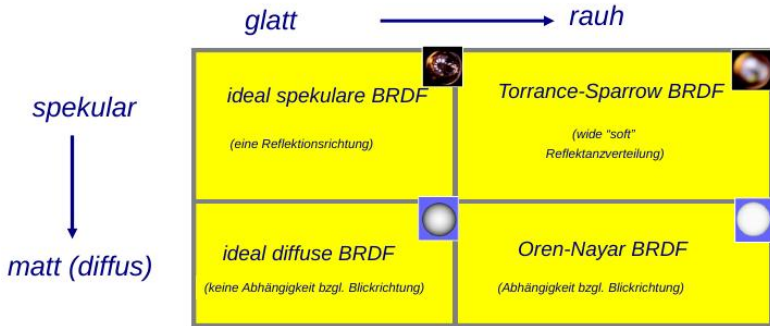 glatt
rauh
spekular
matt (diffus)
ideal spekulare BRDF
(eine Reflektionsrichtung)
Torrance-Sparrow BRDF
(wide “soft”
Reflektanzverteilung)
ideal diffuse BRDF
(keine Abhängigkeit bzgl. Blickrichtung)
Oren-Nayar BRDF
(Abhängigkeit bzgl. Blickrichtung)